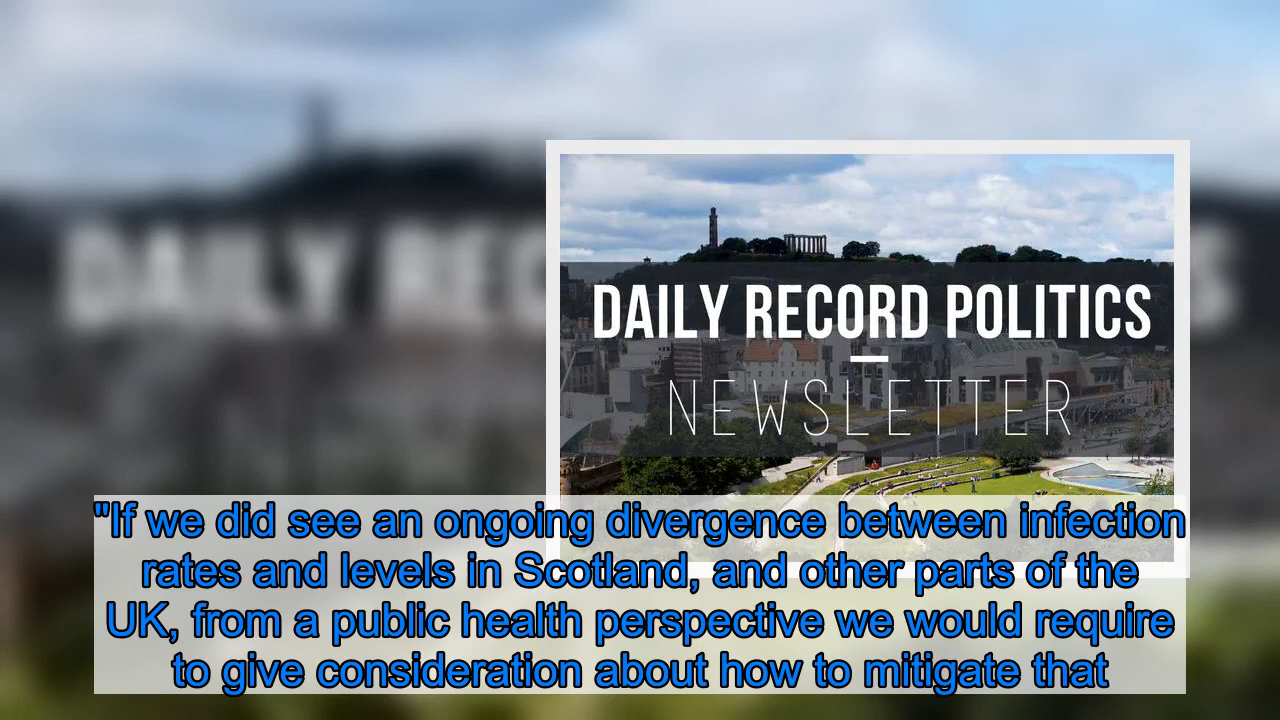 DAILY RECORD POLITICS
NEWSLETTER
"If we did see an ongoing divergence between infection
rates and levels in Scotland, and other parts of the
UK, from a public health perspective we would require
to give consideration about how to mitigate that